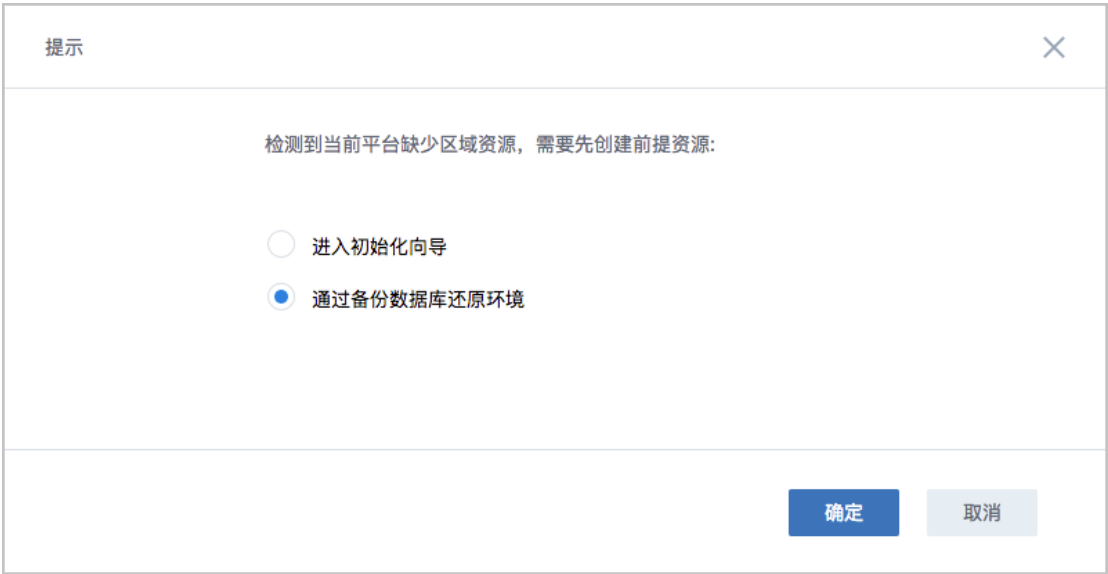 提示
检测到当前平台缺少区域资源，需要先创建前提资源:
进入初始化向导
通过备份数据库还原环境
确定
取消